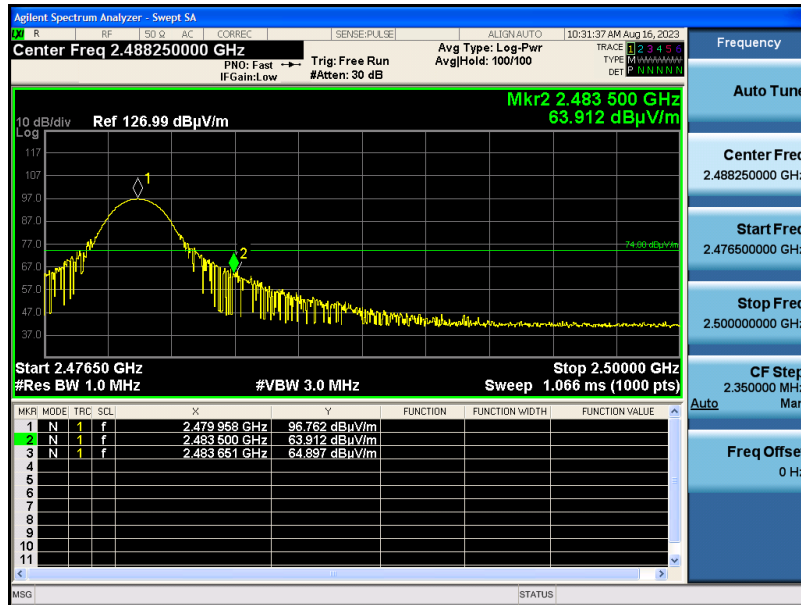 Agilent Spectrum Analyzer - Swept SA
LXI R RF 50 Ω AC CORREC SENSE:PULSE ALIGN AUTO 10:31:37 AM Aug 16, 2023
Center Freq 2.488250000 GHz
PNO: Fast
IFGain:Low
Trig: Free Run
#Atten: 30 dB
Avg Type: Log-Pwr
Avg|Hold: 100/100
TRACE 1 2 3 4 5 6
TYPE M WWWWW
DET P N N N N N
Mkr2 2.483 500 GHz
63.912 dBµV/m
10 dB/div Ref 126.99 dBµV/m
Log
117
107
97.0
87.0
77.0
67.0
57.0
47.0
37.0
1
2
74.00 dBµV/m
Start 2.47650 GHz Stop 2.50000 GHz
#Res BW 1.0 MHz #VBW 3.0 MHz Sweep 1.066 ms (1000 pts)
MKR MODE TRC SCL X Y FUNCTION FUNCTION WIDTH FUNCTION VALUE
1 N 1 f 2.479 958 GHz 96.762 dBµV/m
2 N 1 f 2.483 500 GHz 63.912 dBµV/m
3 N 1 f 2.483 651 GHz 64.897 dBµV/m
4
5
6
7
8
9
10
11
MSG STATUS
Frequency
Auto Tune
Center Freq
2.488250000 GHz
Start Freq
2.476500000 GHz
Stop Freq
2.500000000 GHz
CF Step
2.350000 MHz
Auto Man
Freq Offset
0 Hz